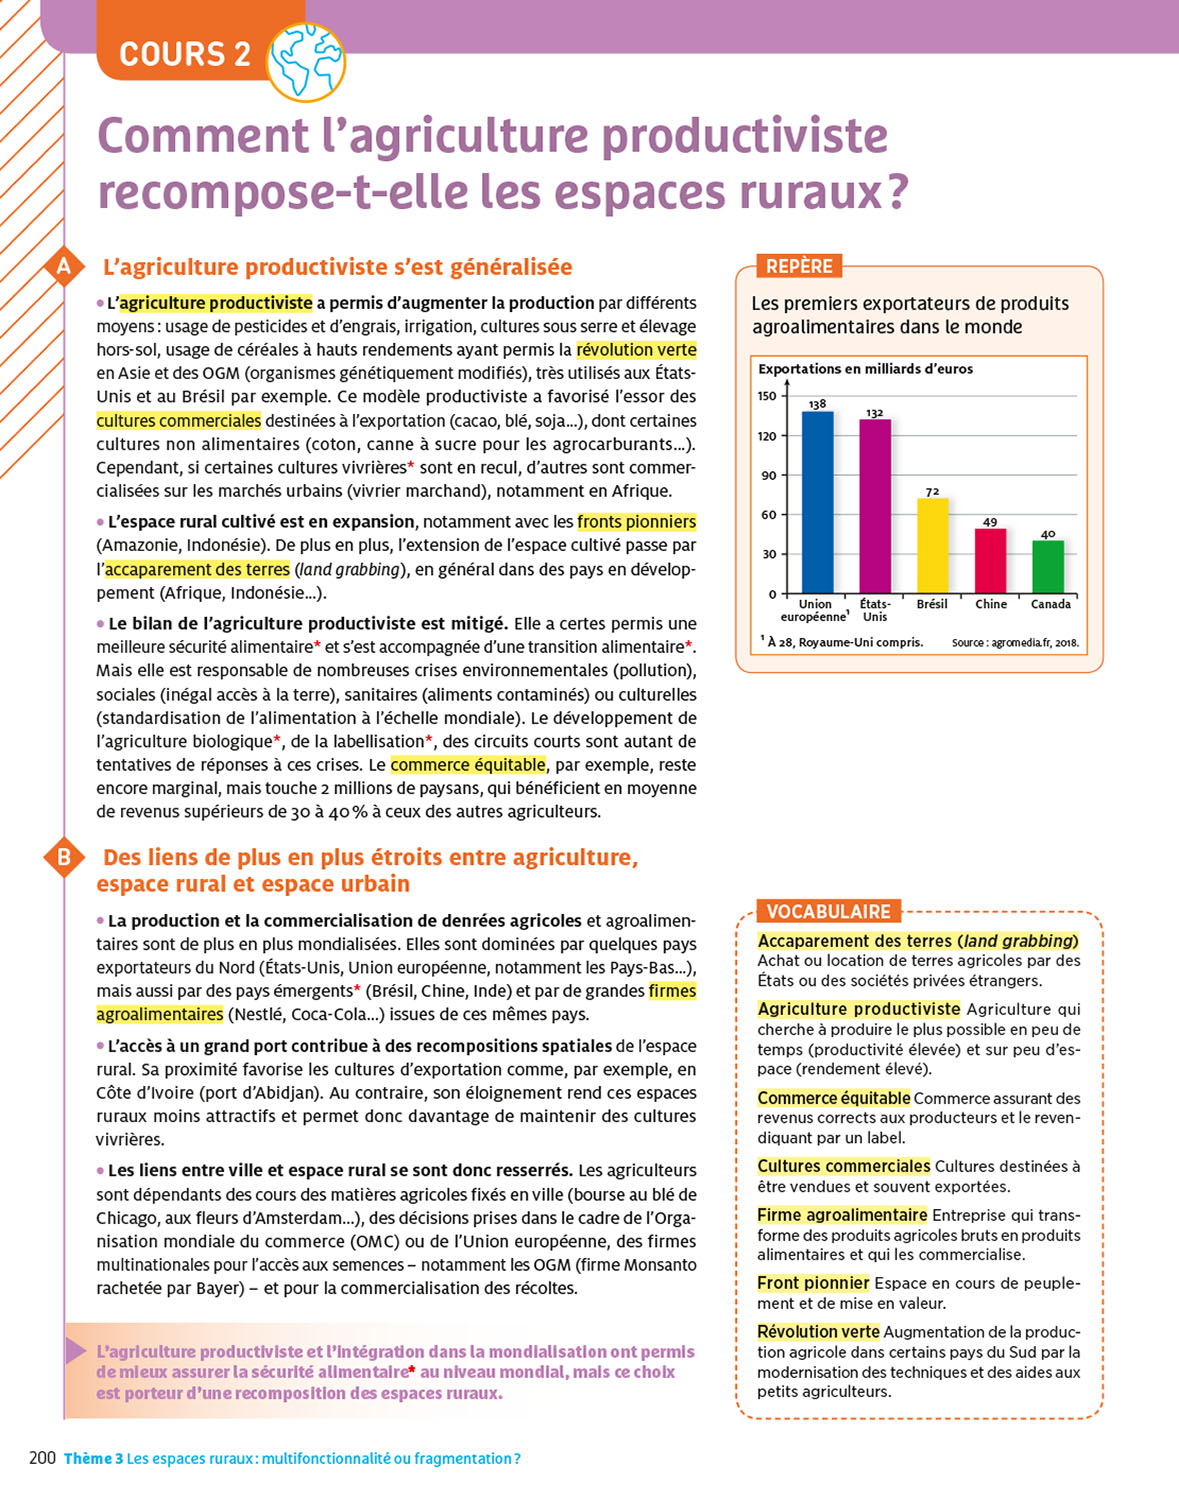 COURS 2
Comment l’agriculture productiviste
recompose-t-elle les espaces ruraux ?
A L’agriculture productiviste s’est généralisée
• L’agriculture productiviste a permis d’augmenter la production par différents
moyens : usage de pesticides et d’engrais, irrigation, cultures sous serre et élevage
hors-sol, usage de céréales à hauts rendements ayant permis la révolution verte
en Asie et des OGM (organismes génétiquement modifiés), très utilisés aux États-
Unis et au Brésil par exemple. Ce modèle productiviste a favorisé l’essor des
cultures commerciales destinées à l’exportation (cacao, blé, soja...), dont certaines
cultures non alimentaires (coton, canne à sucre pour les agrocarburants...).
Cependant, si certaines cultures vivrières* sont en recul, d’autres sont commer-
cialisées sur les marchés urbains (vivrier marchand), notamment en Afrique.
• L’espace rural cultivé est en expansion, notamment avec les fronts pionniers
(Amazonie, Indonésie). De plus en plus, l’extension de l’espace cultivé passe par
l’accaparement des terres (land grabbing), en général dans des pays en dévelop-
pement (Afrique, Indonésie...).
• Le bilan de l’agriculture productiviste est mitigé. Elle a certes permis une
meilleure sécurité alimentaire* et s’est accompagnée d’une transition alimentaire*.
Mais elle est responsable de nombreuses crises environnementales (pollution),
sociales (inégal accès à la terre), sanitaires (aliments contaminés) ou culturelles
(standardisation de l’alimentation à l’échelle mondiale). Le développement de
l’agriculture biologique*, de la labellisation*, des circuits courts sont autant de
tentatives de réponses à ces crises. Le commerce équitable, par exemple, reste
encore marginal, mais touche 2 millions de paysans, qui bénéficient en moyenne
de revenus supérieurs de 30 à 40 % à ceux des autres agriculteurs.
B Des liens de plus en plus étroits entre agriculture,
espace rural et espace urbain
• La production et la commercialisation de denrées agricoles et agroalimen-
taires sont de plus en plus mondialisées. Elles sont dominées par quelques pays
exportateurs du Nord (États-Unis, Union européenne, notamment les Pays-Bas...),
mais aussi par des pays émergents* (Brésil, Chine, Inde) et par de grandes firmes
agroalimentaires (Nestlé, Coca-Cola...) issues de ces mêmes pays.
• L’accès à un grand port contribue à des recompositions spatiales de l’espace
rural. Sa proximité favorise les cultures d’exportation comme, par exemple, en
Côte d’Ivoire (port d’Abidjan). Au contraire, son éloignement rend ces espaces
ruraux moins attractifs et permet donc davantage de maintenir des cultures
vivrières.
• Les liens entre ville et espace rural se sont donc resserrés. Les agriculteurs
sont dépendants des cours des matières agricoles fixés en ville (bourse au blé de
Chicago, aux fleurs d’Amsterdam...), des décisions prises dans le cadre de l’Orga-
nisation mondiale du commerce (OMC) ou de l’Union européenne, des firmes
multinationales pour l’accès aux semences – notamment les OGM (firme Monsanto
rachetée par Bayer) – et pour la commercialisation des récoltes.
L’agriculture productiviste et l’intégration dans la mondialisation ont permis
de mieux assurer la sécurité alimentaire* au niveau mondial, mais ce choix
est porteur d’une recomposition des espaces ruraux.
REPÈRE
Les premiers exportateurs de produits
agroalimentaires dans le monde
Exportations en milliards d’euros
150
120
90
60
30
0
138
132
72
49
40
Union
européenne¹
États-
Unis
Brésil
Chine
Canada
¹ À 28, Royaume-Uni compris.
Source : agromedia.fr, 2018.
VOCABULAIRE
Accaparement des terres (land grabbing)
Achat ou location de terres agricoles par des
États ou des sociétés privées étrangers.
Agriculture productiviste Agriculture qui
cherche à produire le plus possible en peu de
temps (productivité élevée) et sur peu d’es-
pace (rendement élevé).
Commerce équitable Commerce assurant des
revenus corrects aux producteurs et le reven-
diquant par un label.
Cultures commerciales Cultures destinées à
être vendues et souvent exportées.
Firme agroalimentaire Entreprise qui trans-
forme des produits agricoles bruts en produits
alimentaires et qui les commercialise.
Front pionnier Espace en cours de peuple-
ment et de mise en valeur.
Révolution verte Augmentation de la produc-
tion agricole dans certains pays du Sud par la
modernisation des techniques et des aides aux
petits agriculteurs.
200 Thème 3 Les espaces ruraux : multifonctionnalité ou fragmentation ?